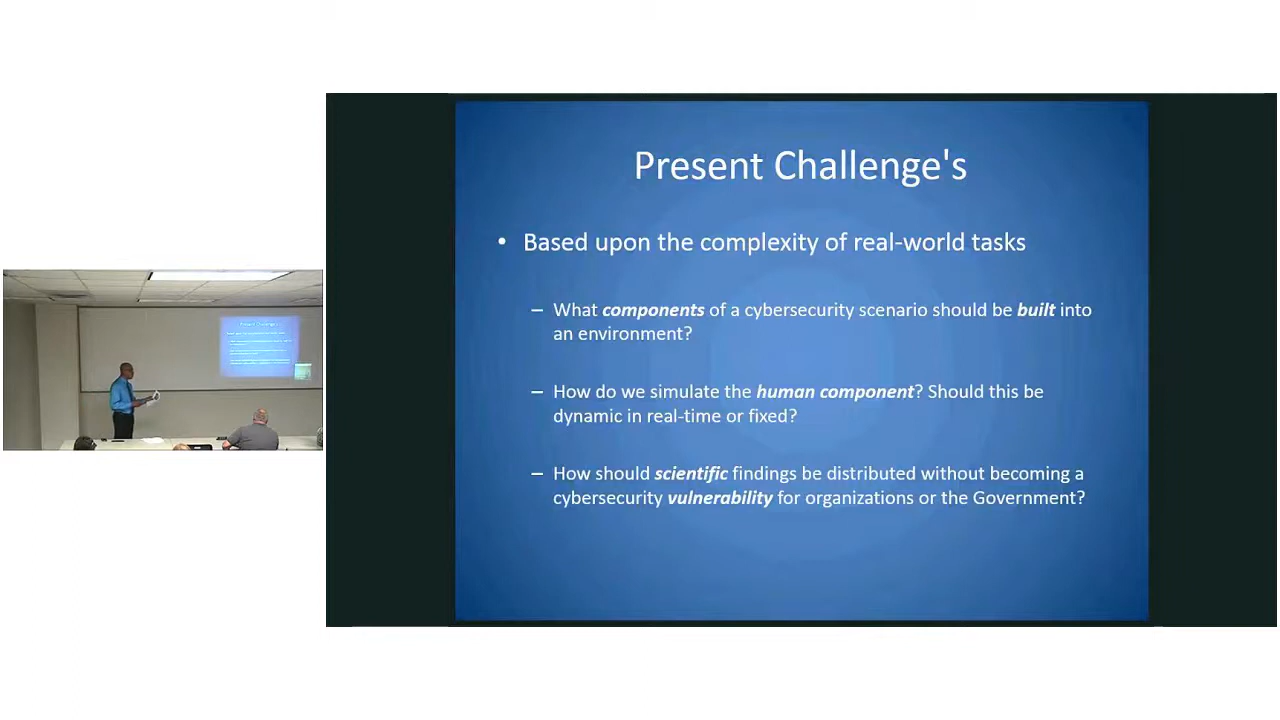 Present Challenge's
• Based upon the complexity of real-world tasks
– What components of a cybersecurity scenario should be built into
an environment?
– How do we simulate the human component? Should this be
dynamic in real-time or fixed?
– How should scientific findings be distributed without becoming a
cybersecurity vulnerability for organizations or the Government?